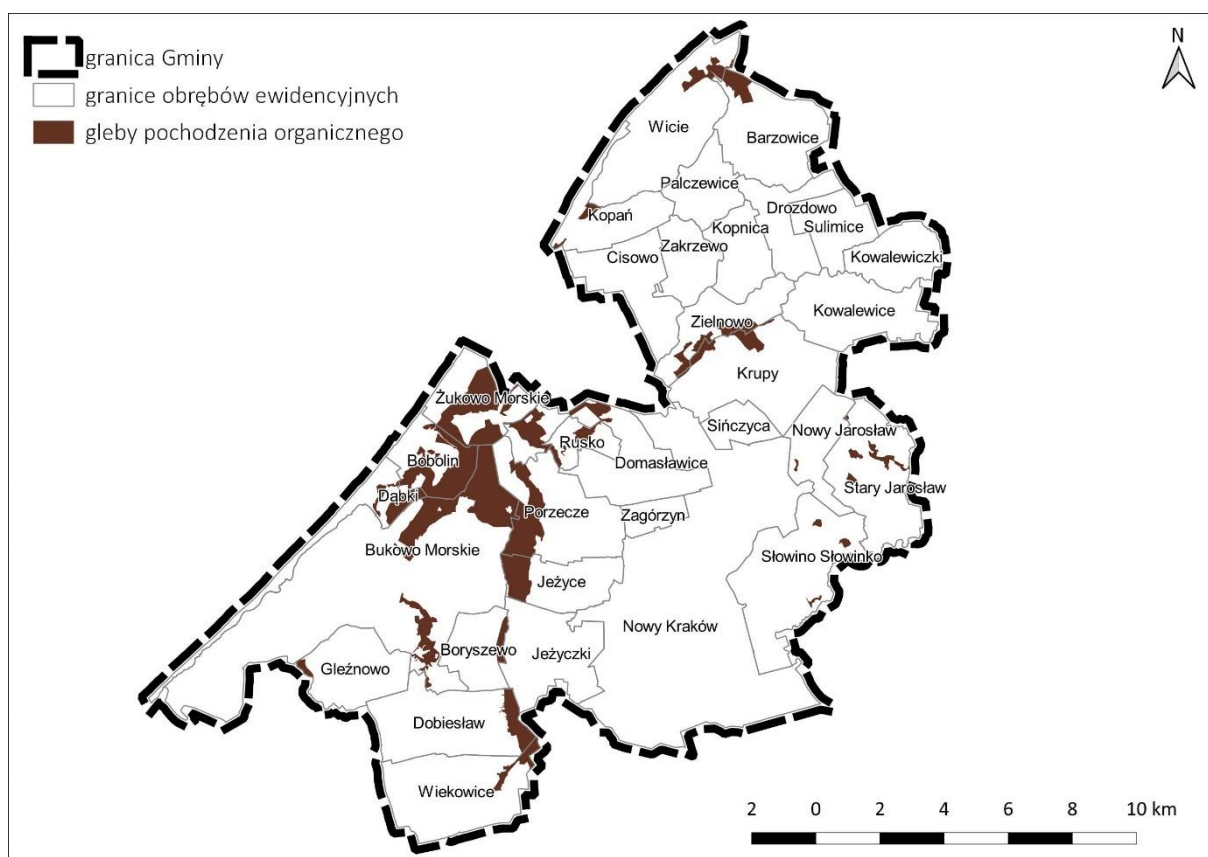 granica Gminy
granice obrębów ewidencyjnych
gleby pochodzenia organicznego
N
Wicie
Barzowice
Palczewice
Kopań
Drozdowo
Kopnica
Sulimice
Cisowo
Zakrzewo
Kowalewiczki
Kowalewice
Zielnowo
Krupy
Żukowo Morskie
Sińczyca
Nowy Jarosław
Rusko
Domasławice
Bobolin
Stary Jarosław
Dąbki
Porzecze
Zagórzyn
Bukowo Morskie
Słowino Słowinko
Jeżyce
Nowy Kraków
Boryszewo
Jeżyczki
Gleźnowo
Dobiesław
Wiekowice
2 0 2 4 6 8 10 km